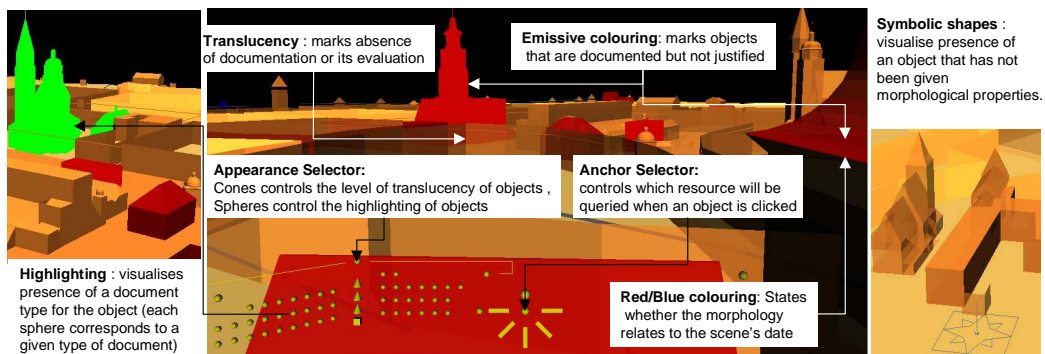 Translucency : marks absence
of documentation or its evaluation
Emissive colouring: marks objects
that are documented but not justified
Symbolic shapes :
visualise presence of
an object that has not
been given
morphological properties.
Appearance Selector:
Cones controls the level of translucency of objects ,
Spheres control the highlighting of objects
Anchor Selector:
controls which resource will be
queried when an object is clicked
Highlighting : visualises
presence of a document
type for the object (each
sphere corresponds to a
given type of document)
Red/Blue colouring: States
whether the morphology
relates to the scene's date